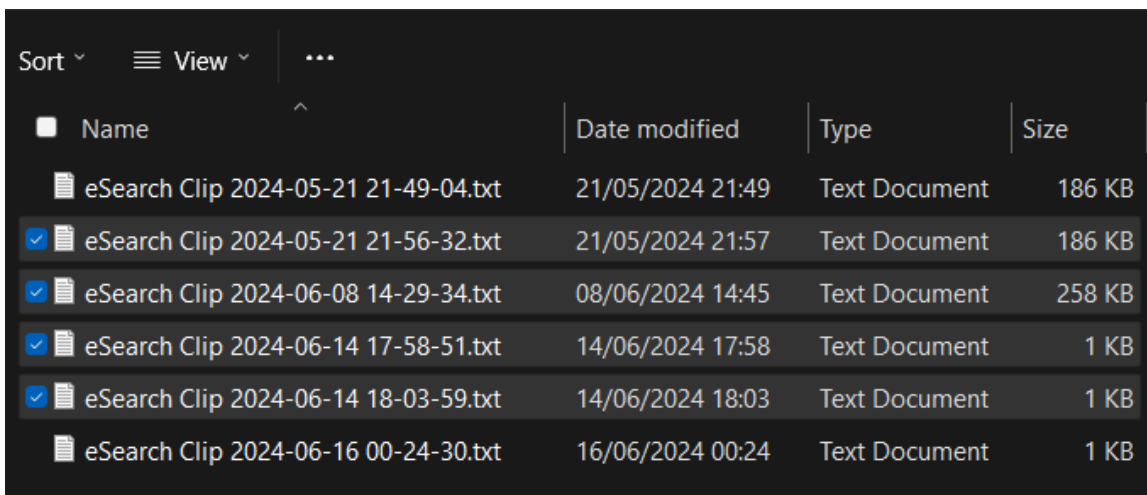 Sort View ...
Name Date modified Type Size
eSearch Clip 2024-05-21 21-49-04.txt 21/05/2024 21:49 Text Document 186 KB
eSearch Clip 2024-05-21 21-56-32.txt 21/05/2024 21:57 Text Document 186 KB
eSearch Clip 2024-06-08 14-29-34.txt 08/06/2024 14:45 Text Document 258 KB
eSearch Clip 2024-06-14 17-58-51.txt 14/06/2024 17:58 Text Document 1 KB
eSearch Clip 2024-06-14 18-03-59.txt 14/06/2024 18:03 Text Document 1 KB
eSearch Clip 2024-06-16 00-24-30.txt 16/06/2024 00:24 Text Document 1 KB